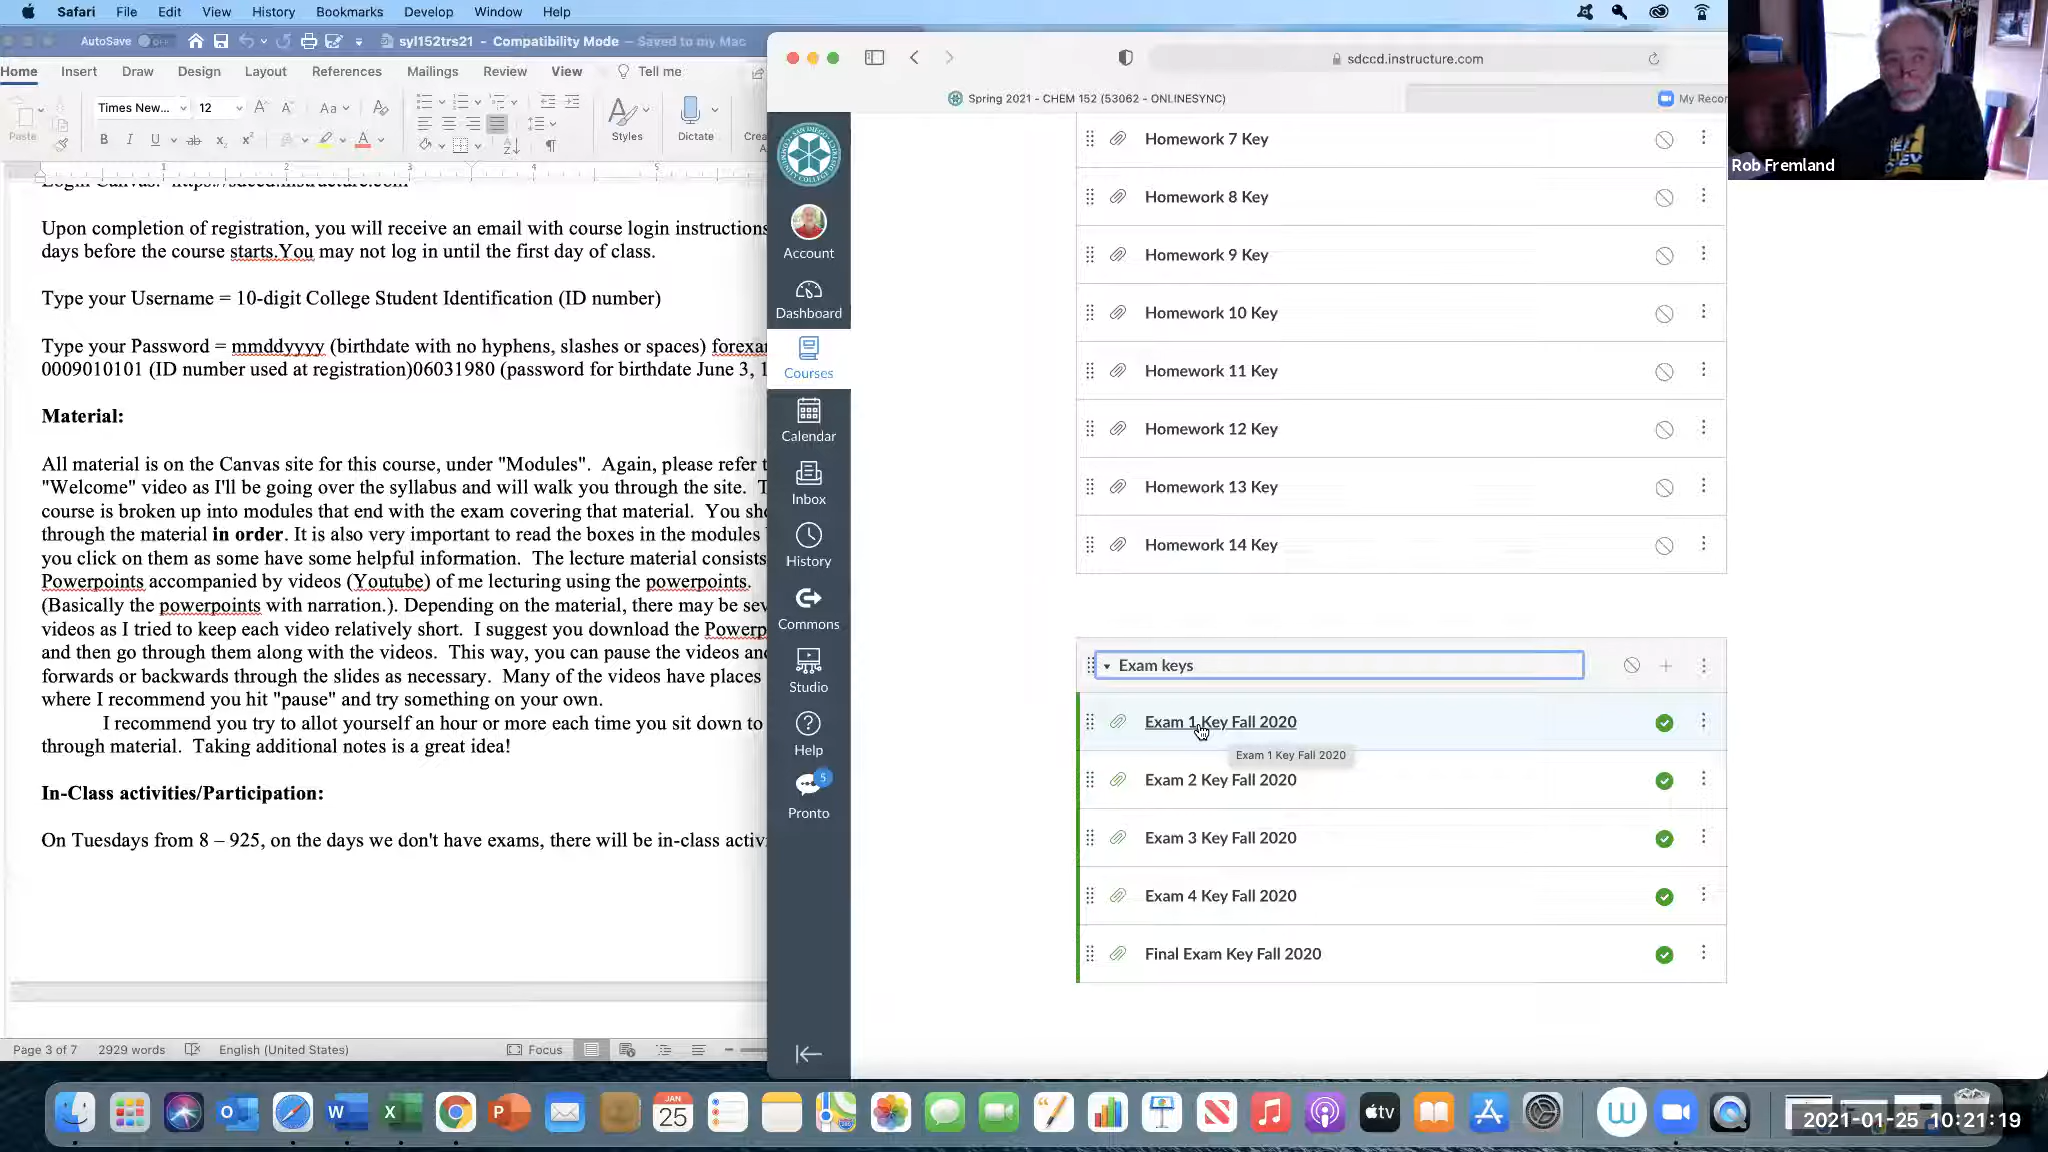 Safari File Edit View History Bookmarks Develop Window Help
AutoSave OFF syl152trs21 - Compatibility Mode — Saved to my Mac
Home Insert Draw Design Layout References Mailings Review View Tell me
Times New... 12
Paste
Styles
Dictate
Upon completion of registration, you will receive an email with course login instructions
days before the course starts.You may not log in until the first day of class.
Type your Username = 10-digit College Student Identification (ID number)
Type your Password = mmddyyyy (birthdate with no hyphens, slashes or spaces) forexa
0009010101 (ID number used at registration)06031980 (password for birthdate June 3, 1
Material:
All material is on the Canvas site for this course, under "Modules". Again, please refer t
"Welcome" video as I'll be going over the syllabus and will walk you through the site. T
course is broken up into modules that end with the exam covering that material. You sho
through the material in order. It is also very important to read the boxes in the modules
you click on them as some have some helpful information. The lecture material consists
Powerpoints accompanied by videos (Youtube) of me lecturing using the powerpoints.
(Basically the powerpoints with narration.). Depending on the material, there may be sev
videos as I tried to keep each video relatively short. I suggest you download the Powerp
and then go through them along with the videos. This way, you can pause the videos and
forwards or backwards through the slides as necessary. Many of the videos have places
where I recommend you hit "pause" and try something on your own.
I recommend you try to allot yourself an hour or more each time you sit down to
through material. Taking additional notes is a great idea!
In-Class activities/Participation:
On Tuesdays from 8 – 925, on the days we don't have exams, there will be in-class activ
Page 3 of 7 2929 words English (United States) Focus
sdccd.instructure.com
Spring 2021 - CHEM 152 (53062 - ONLINESYNC)
My Recor
Account
Dashboard
Courses
Calendar
Inbox
History
Commons
Studio
Help
5
Pronto
Homework 7 Key
Homework 8 Key
Homework 9 Key
Homework 10 Key
Homework 11 Key
Homework 12 Key
Homework 13 Key
Homework 14 Key
Exam keys
Exam 1 Key Fall 2020
Exam 1 Key Fall 2020
Exam 2 Key Fall 2020
Exam 3 Key Fall 2020
Exam 4 Key Fall 2020
Final Exam Key Fall 2020
Rob Fremland
JAN
25
tv
2021-01-25 10:21:19